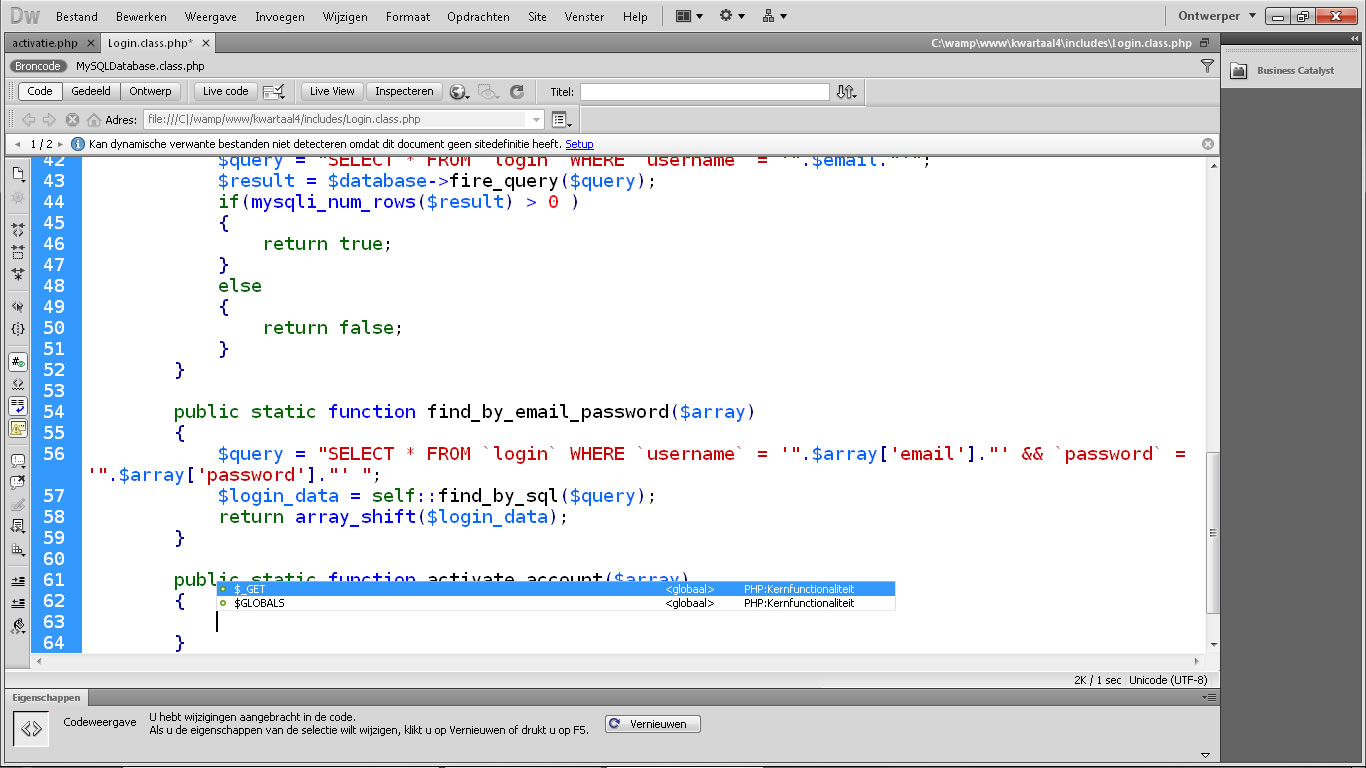 Dw Bestand Bewerken Weergave Invoegen Wijzigen Formaat Opdrachten Site Venster Help Ontwerper
activatie.php Login.class.php* C:\wamp\www\kwartaal4\includes\Login.class.php
Broncode MySQLDatabase.class.php
Business Catalyst
Code Gedeeld Ontwerp Live code Live View Inspecteren Titel:
Adres: file:///C|/wamp/www/kwartaal4/includes/Login.class.php
1 / 2 Kan dynamische verwante bestanden niet detecteren omdat dit document geen sitedefinitie heeft. Setup
42 $query = "SELECT * FROM `login` WHERE `username` = '".$email."'";
43 $result = $database->fire_query($query);
44 if(mysqli_num_rows($result) > 0 )
45 {
46 return true;
47 }
48 else
49 {
50 return false;
51 }
52 }
53
54 public static function find_by_email_password($array)
55 {
56 $query = "SELECT * FROM `login` WHERE `username` = '".$array['email']."' && `password` =
'".$array['password']."' ";
57 $login_data = self::find_by_sql($query);
58 return array_shift($login_data);
59 }
60
61 public static function activate_account($array)
$_GET <globaal> PHP:Kernfunctionaliteit
62 {
$GLOBALS <globaal> PHP:Kernfunctionaliteit
63
64 }
2K / 1 sec Unicode (UTF-8)
Eigenschappen
Codeweergave U hebt wijzigingen aangebracht in de code.
Als u de eigenschappen van de selectie wilt wijzigen, klikt u op Vernieuwen of drukt u op F5.
Vernieuwen